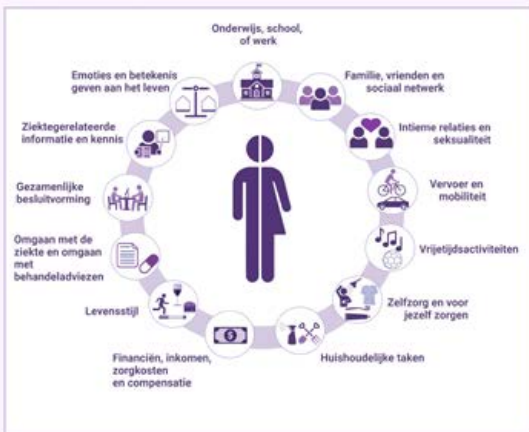 Onderwijs, school,
of werk
Familie, vrienden en
sociaal netwerk
Intieme relaties en
seksualiteit
Vervoer en
mobiliteit
Vrijetijdsactiviteiten
Zelfzorg en voor
jezelf zorgen
Huishoudelijke taken
Financiën, inkomen,
zorgkosten
en compensatie
Levensstijl
Omgaan met de
ziekte en omgaan
met
behandeladviezen
Gezamenlijke
besluitvorming
Ziektegerelateerde
informatie en kennis
Emoties en betekenis
geven aan het leven